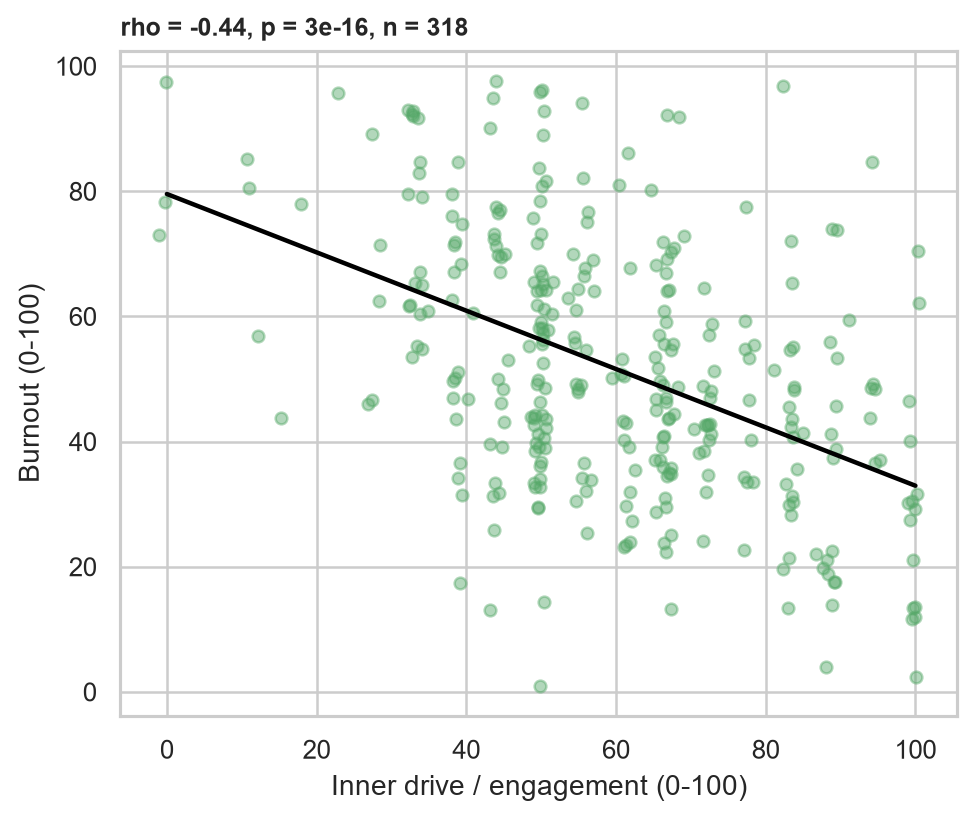 rho = -0.44, p = 3e-16, n = 318
100
80
60
40
20
0
Burnout (0-100)
0 20 40 60 80 100
Inner drive / engagement (0-100)